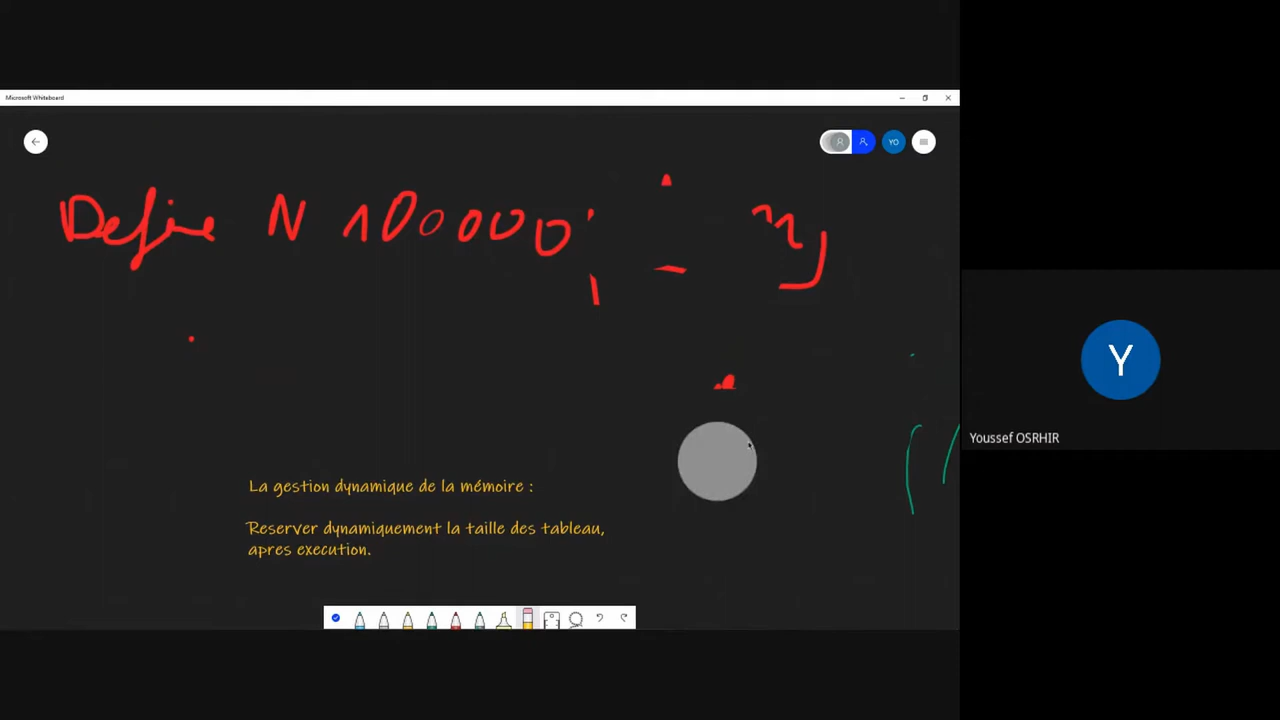 Microsoft Whiteboard
YO
Define N 100000;
La gestion dynamique de la mémoire :
Reserver dynamiquement la taille des tableau,
apres execution.
Y
Youssef OSRHIR